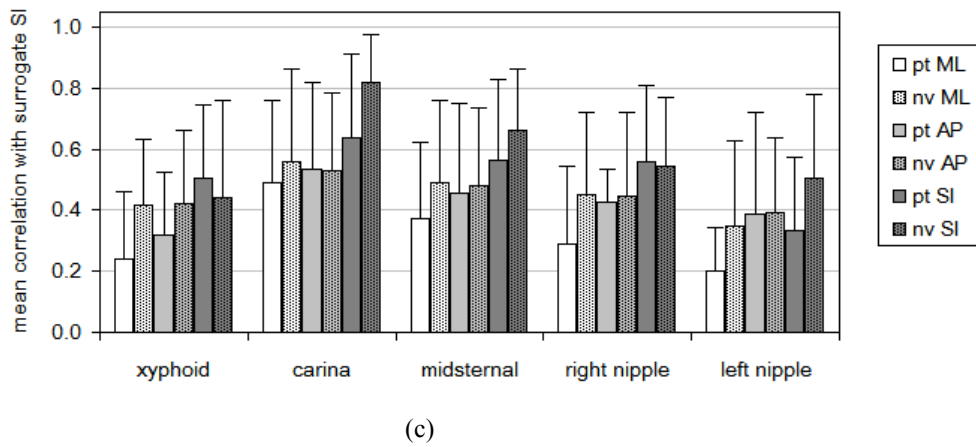 mean correlation with surrogate SI
1.0
0.8
0.6
0.4
0.2
0.0
xyphoid
carina
midsternal
right nipple
left nipple
pt ML
nv ML
pt AP
nv AP
pt SI
nv SI
(c)